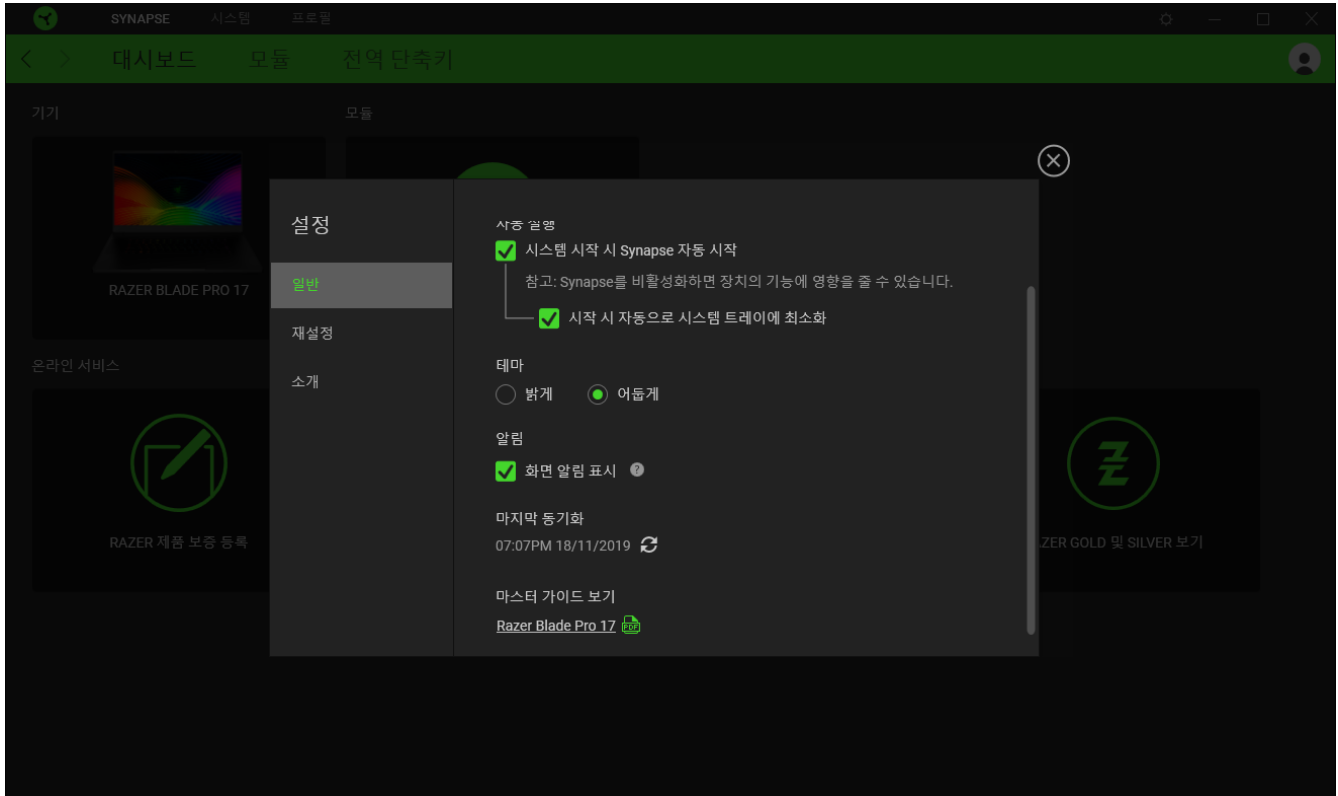 SYNAPSE 시스템 프로필
대시보드 모듈 전역 단축키
기기 모듈
RAZER BLADE PRO 17
온라인 서비스
RAZER 제품 보증 등록
ZER GOLD 및 SILVER 보기
설정
일반
재설정
소개
자동 실행
시스템 시작 시 Synapse 자동 시작
참고: Synapse를 비활성화하면 장치의 기능에 영향을 줄 수 있습니다.
시작 시 자동으로 시스템 트레이에 최소화
테마
밝게 어둡게
알림
화면 알림 표시 ?
마지막 동기화
07:07PM 18/11/2019
마스터 가이드 보기
Razer Blade Pro 17 PDF